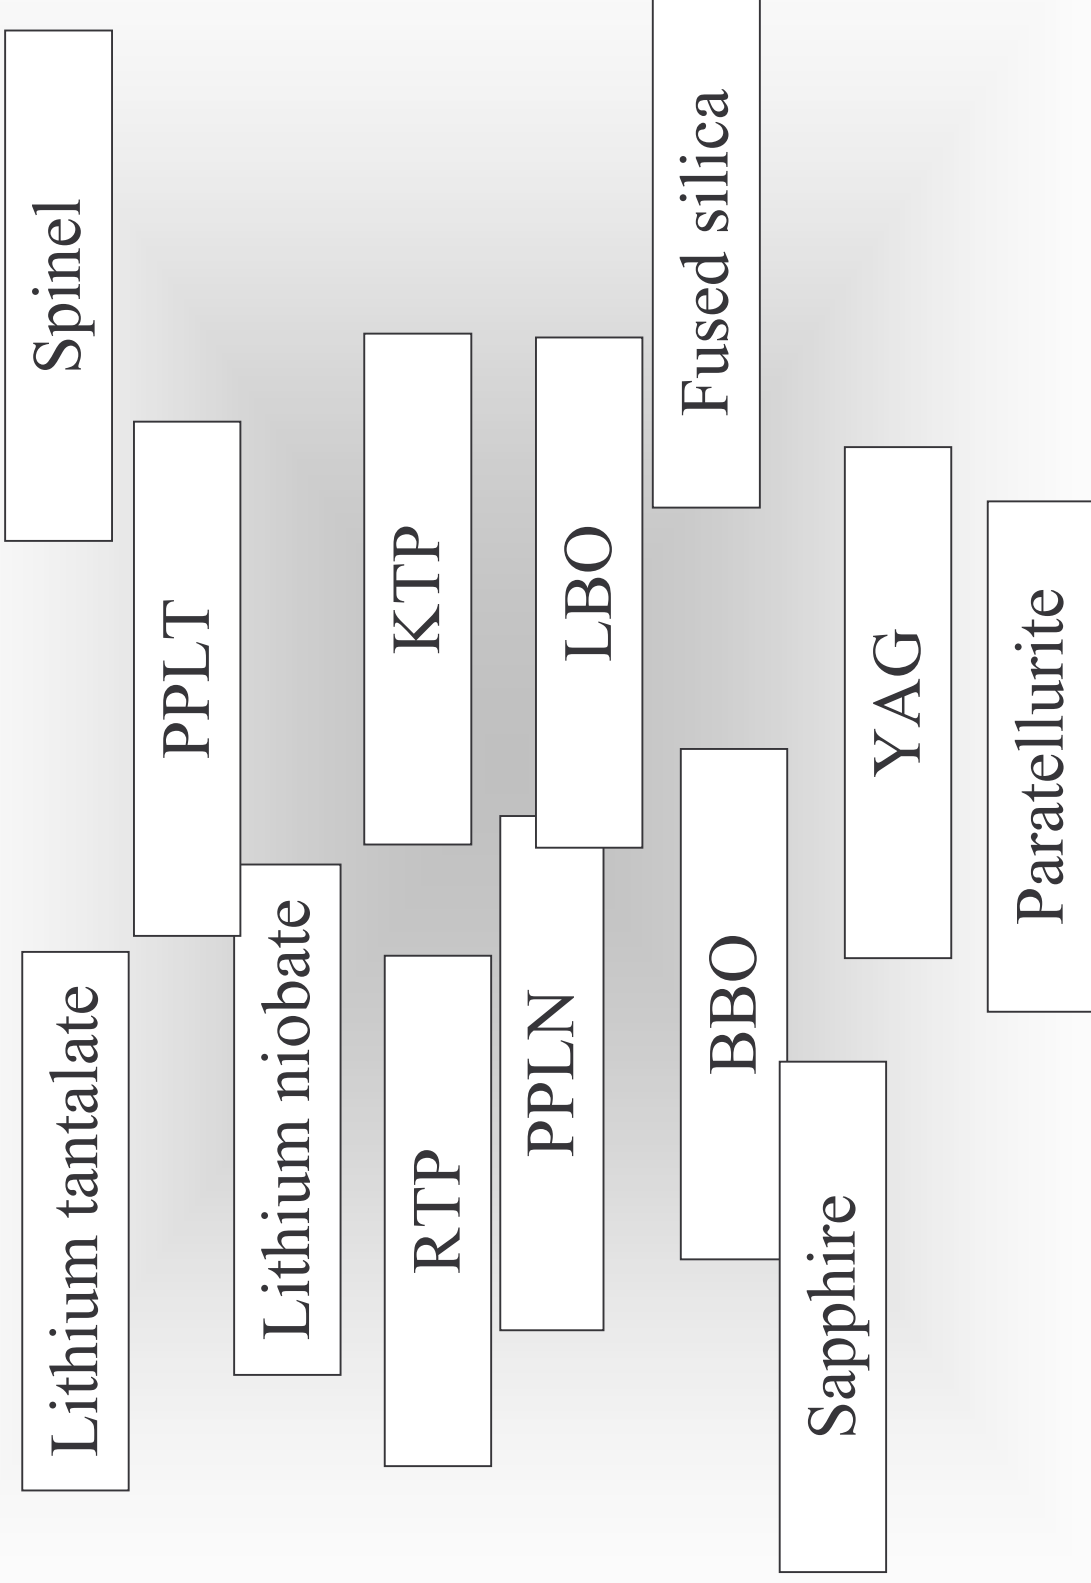 Spinel
Lithium tantalate
PPLT
Lithium niobate
KTP
RTP
PPLN
LBO
Fused silica
BBO
Sapphire
YAG
Paratellurite